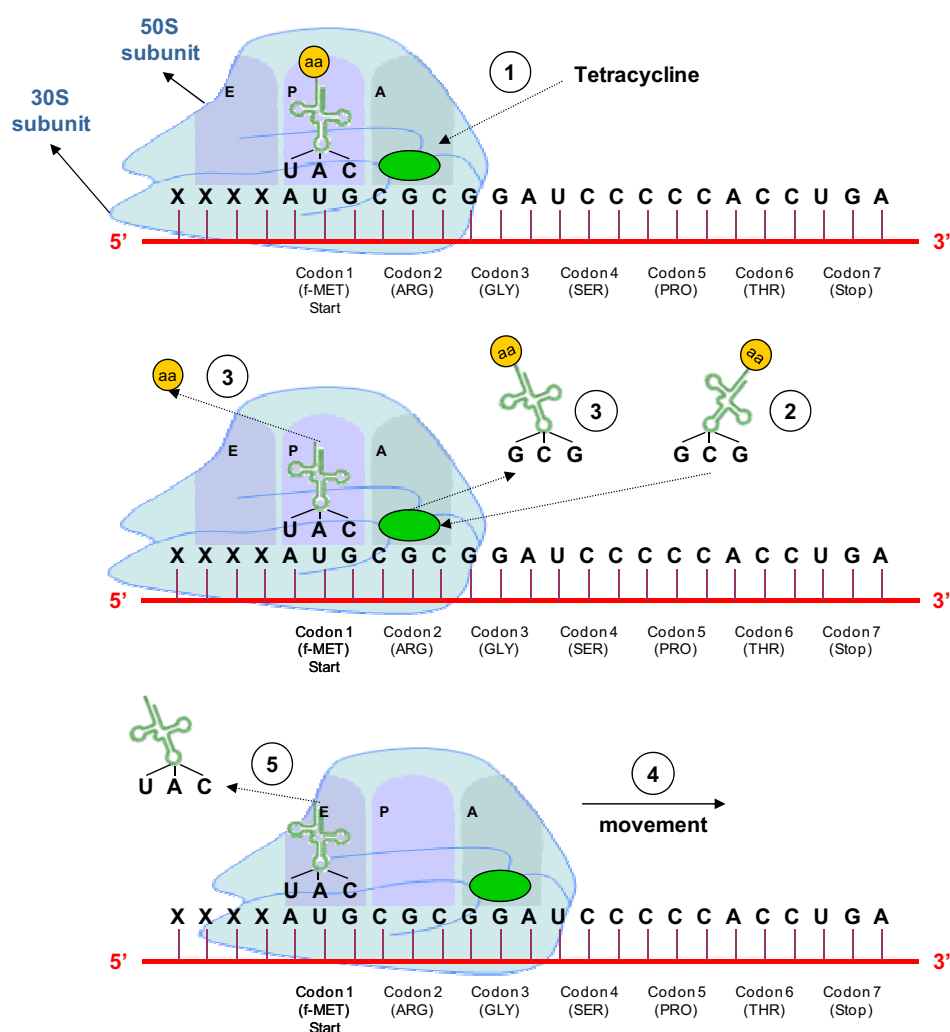 50S
subunit
30S
subunit
aa
1
Tetracycline
E P A
U A C
X X X X A U G C G C G G A U C C C C C A C C U G A
5’ 3’
Codon 1 Codon 2 Codon 3 Codon 4 Codon 5 Codon 6 Codon 7
(f-MET) (ARG) (GLY) (SER) (PRO) (THR) (Stop)
Start
aa 3 aa 3 aa 2
E P A
G C G G C G
U A C
X X X X A U G C G C G G A U C C C C C A C C U G A
5’ 3’
Codon 1 Codon 2 Codon 3 Codon 4 Codon 5 Codon 6 Codon 7
(f-MET) (ARG) (GLY) (SER) (PRO) (THR) (Stop)
Start
5 4
U A C
E P A
movement
U A C
X X X X A U G C G C G G A U C C C C C A C C U G A
5’ 3’
Codon 1 Codon 2 Codon 3 Codon 4 Codon 5 Codon 6 Codon 7
(f-MET) (ARG) (GLY) (SER) (PRO) (THR) (Stop)
Start